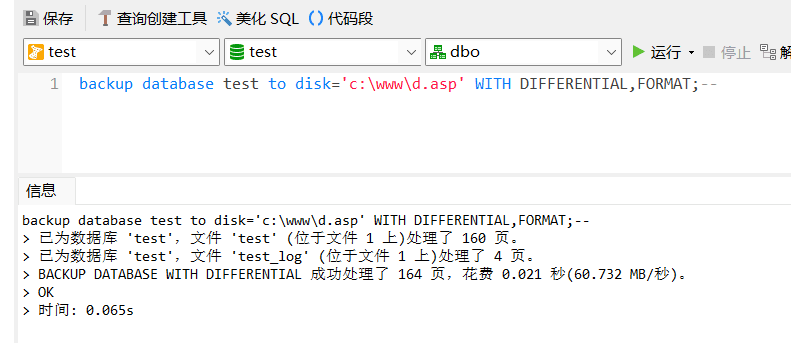 保存 查询创建工具 美化 SQL 代码段
test test dbo 运行 停止
1 backup database test to disk='c:\www\d.asp' WITH DIFFERENTIAL,FORMAT;--
信息
backup database test to disk='c:\www\d.asp' WITH DIFFERENTIAL,FORMAT;--
> 已为数据库 'test'，文件 'test' (位于文件 1 上)处理了 160 页。
> 已为数据库 'test'，文件 'test_log' (位于文件 1 上)处理了 4 页。
> BACKUP DATABASE WITH DIFFERENTIAL 成功处理了 164 页，花费 0.021 秒(60.732 MB/秒)。
> OK
> 时间: 0.065s